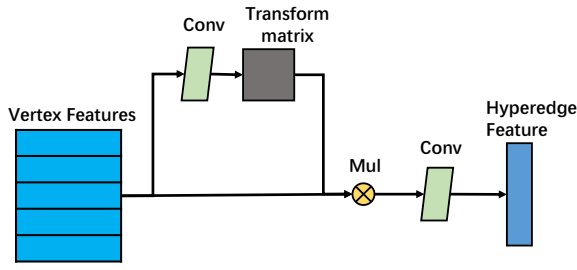 Transform
matrix
Conv
Vertex Features
Hyperedge
Feature
Conv
Mul